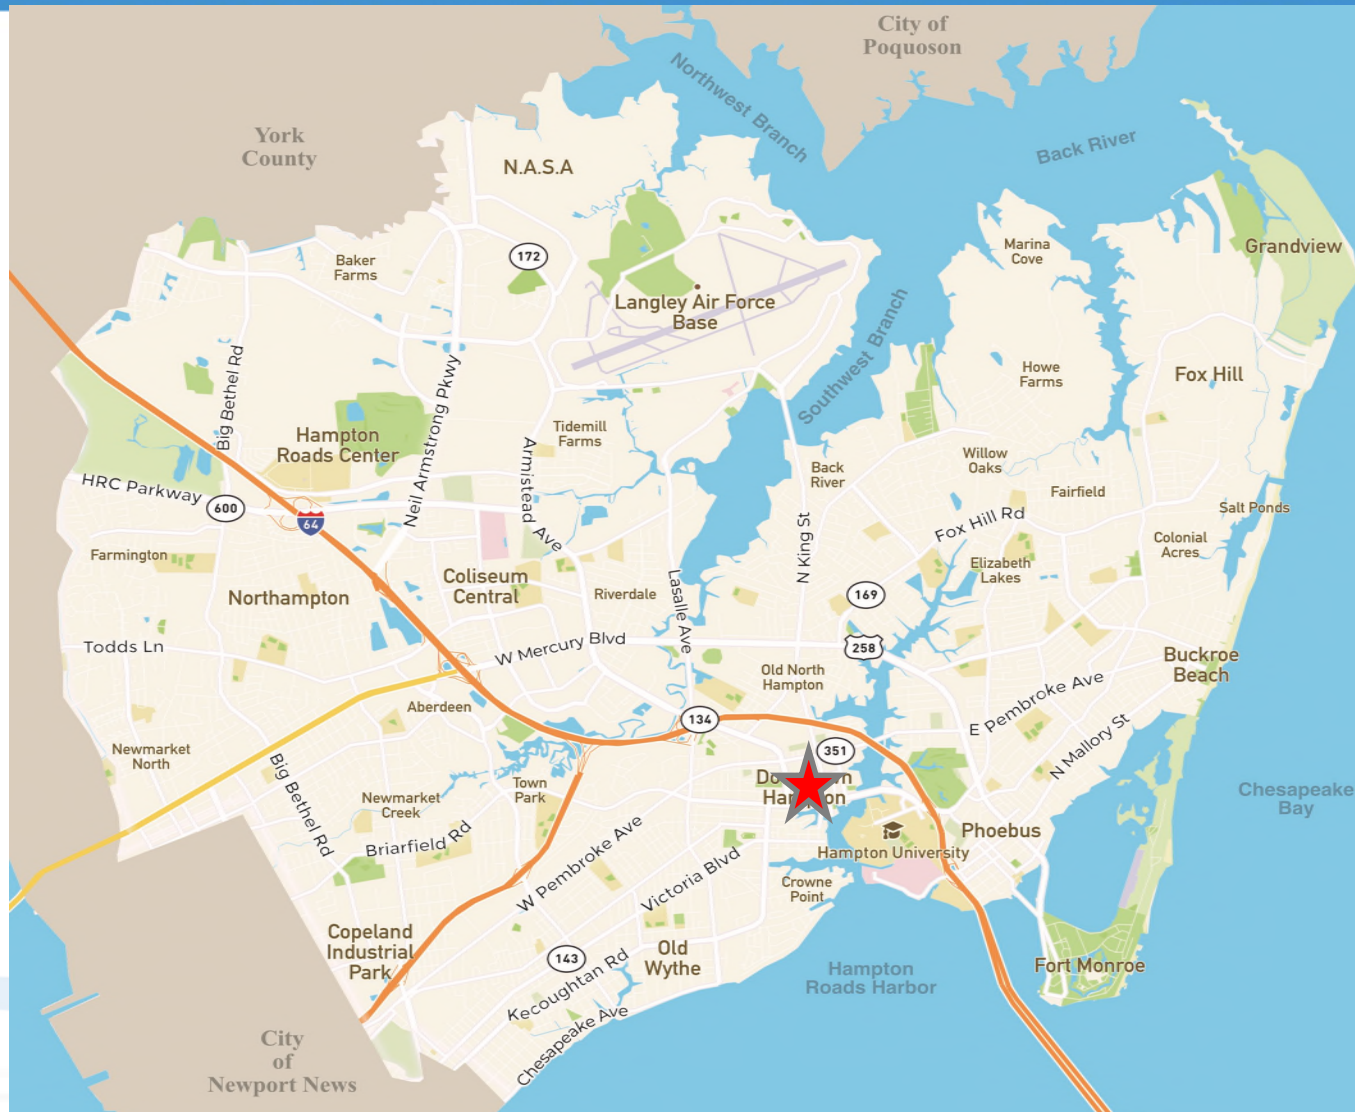 City of
Poquoson
Northwest Branch
Back River
York
County
N.A.S.A
172
Baker
Farms
Marina
Cove
Grandview
Langley Air Force
Base
Southwest Branch
Big Bethel Rd
Neil Armstrong Pkwy
Howe
Farms
Fox Hill
Hampton
Roads Center
Tidemill
Farms
Armistead Ave
Back
River
Willow
Oaks
Fairfield
HRC Parkway
600
64
N King St
Fox Hill Rd
Salt Ponds
Colonial
Acres
Farmington
Elizabeth
Lakes
Northampton
Coliseum
Central
Riverdale
Lasalle Ave
169
Todds Ln
W Mercury Blvd
258
Buckroe
Beach
Old North
Hampton
Aberdeen
134
E Pembroke Ave
N Mallory St
351
Newmarket
North
Big Bethel Rd
Town
Park
Newmarket
Creek
Briarfield Rd
W Pembroke Ave
Victoria Blvd
Hampton University
Phoebus
Chesapeake
Bay
Crowne
Point
Copeland
Industrial
Park
143
Old
Wythe
Kecoughtan Rd
Chesapeake Ave
Hampton
Roads Harbor
Fort Monroe
City
of
Newport News